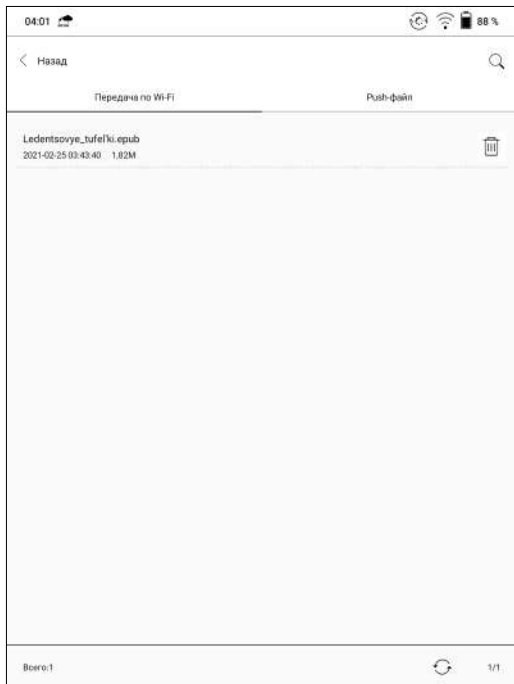 04:01 88 %
Назад
Передача по Wi-Fi Push-файл
Ledentsovye_tufel'ki.epub
2021-02-25 03:43:40 1,82M
Всего:1 1/1